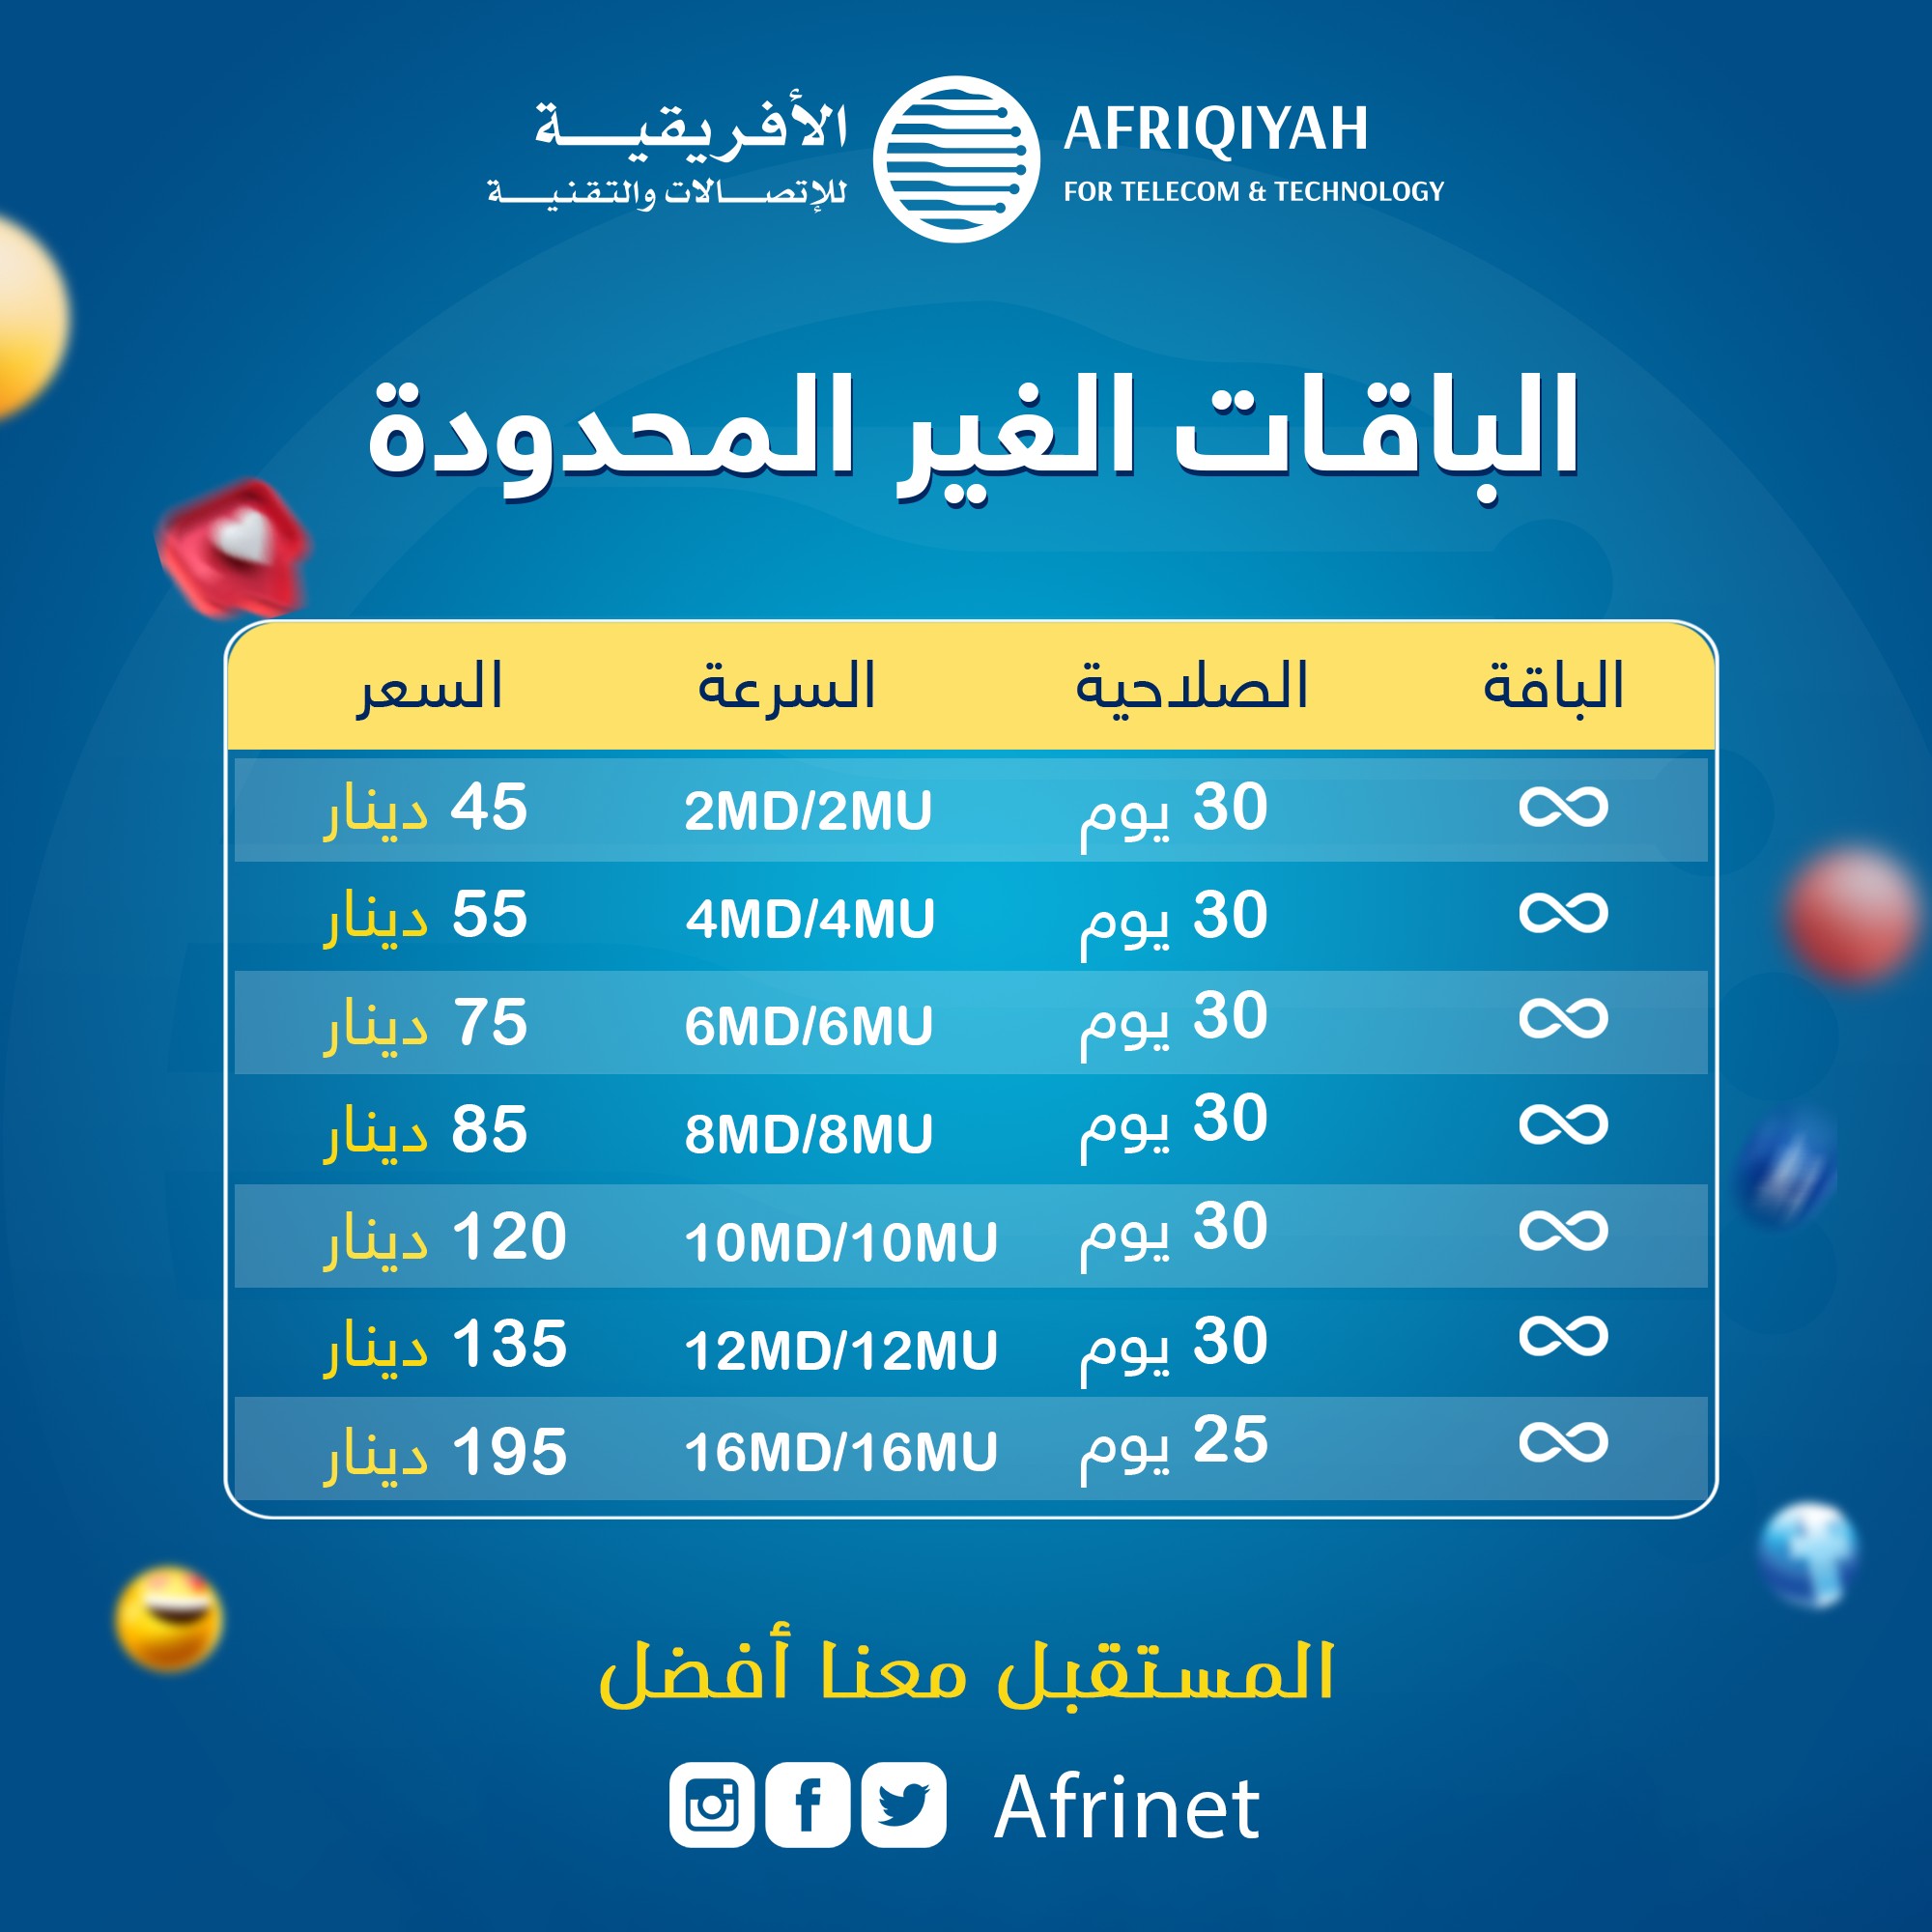 الأفريقية AFRIQIYAH
للإتصالات والتقنية FOR TELECOM & TECHNOLOGY
الباقات الغير المحدودة
الباقة الصلاحية السرعة السعر
∞ 30 يوم 2MD/2MU 45 دينار
∞ 30 يوم 4MD/4MU 55 دينار
∞ 30 يوم 6MD/6MU 75 دينار
∞ 30 يوم 8MD/8MU 85 دينار
∞ 30 يوم 10MD/10MU 120 دينار
∞ 30 يوم 12MD/12MU 135 دينار
∞ 25 يوم 16MD/16MU 195 دينار
المستقبل معنا أفضل
Afrinet